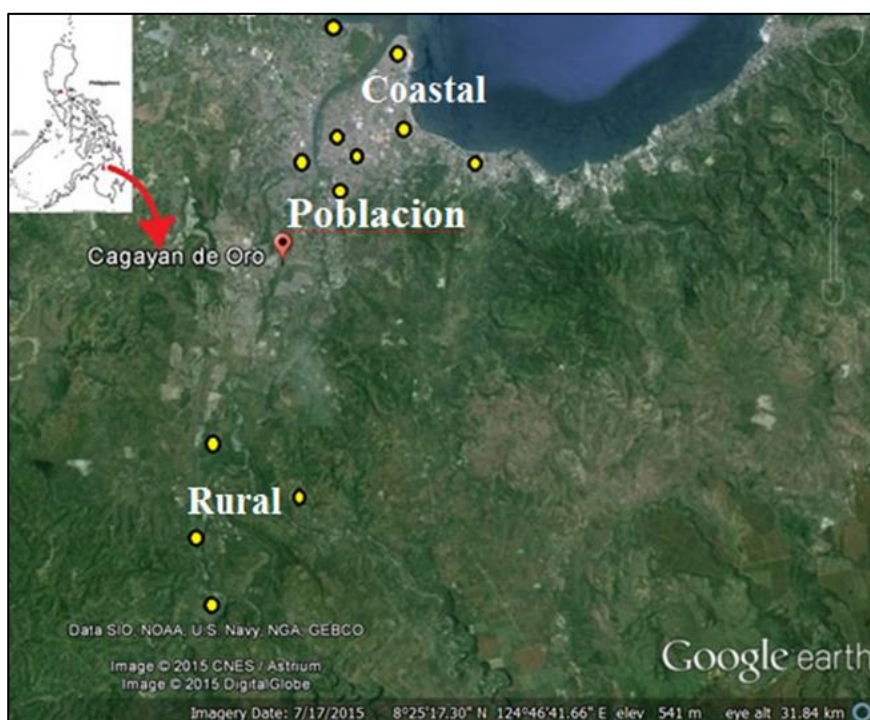 Philippines
Coastal
Poblacion
Cagayan de Oro
Rural
Data SIO, NOAA, U.S. Navy, NGA, GEBCO
Image © 2015 CNES / Astrium
Image © 2015 DigitalGlobe
Google earth
Imagery Date: 7/17/2015 8°25'17.30" N 124°46'41.66" E elev 541 m eye alt 31.84 km